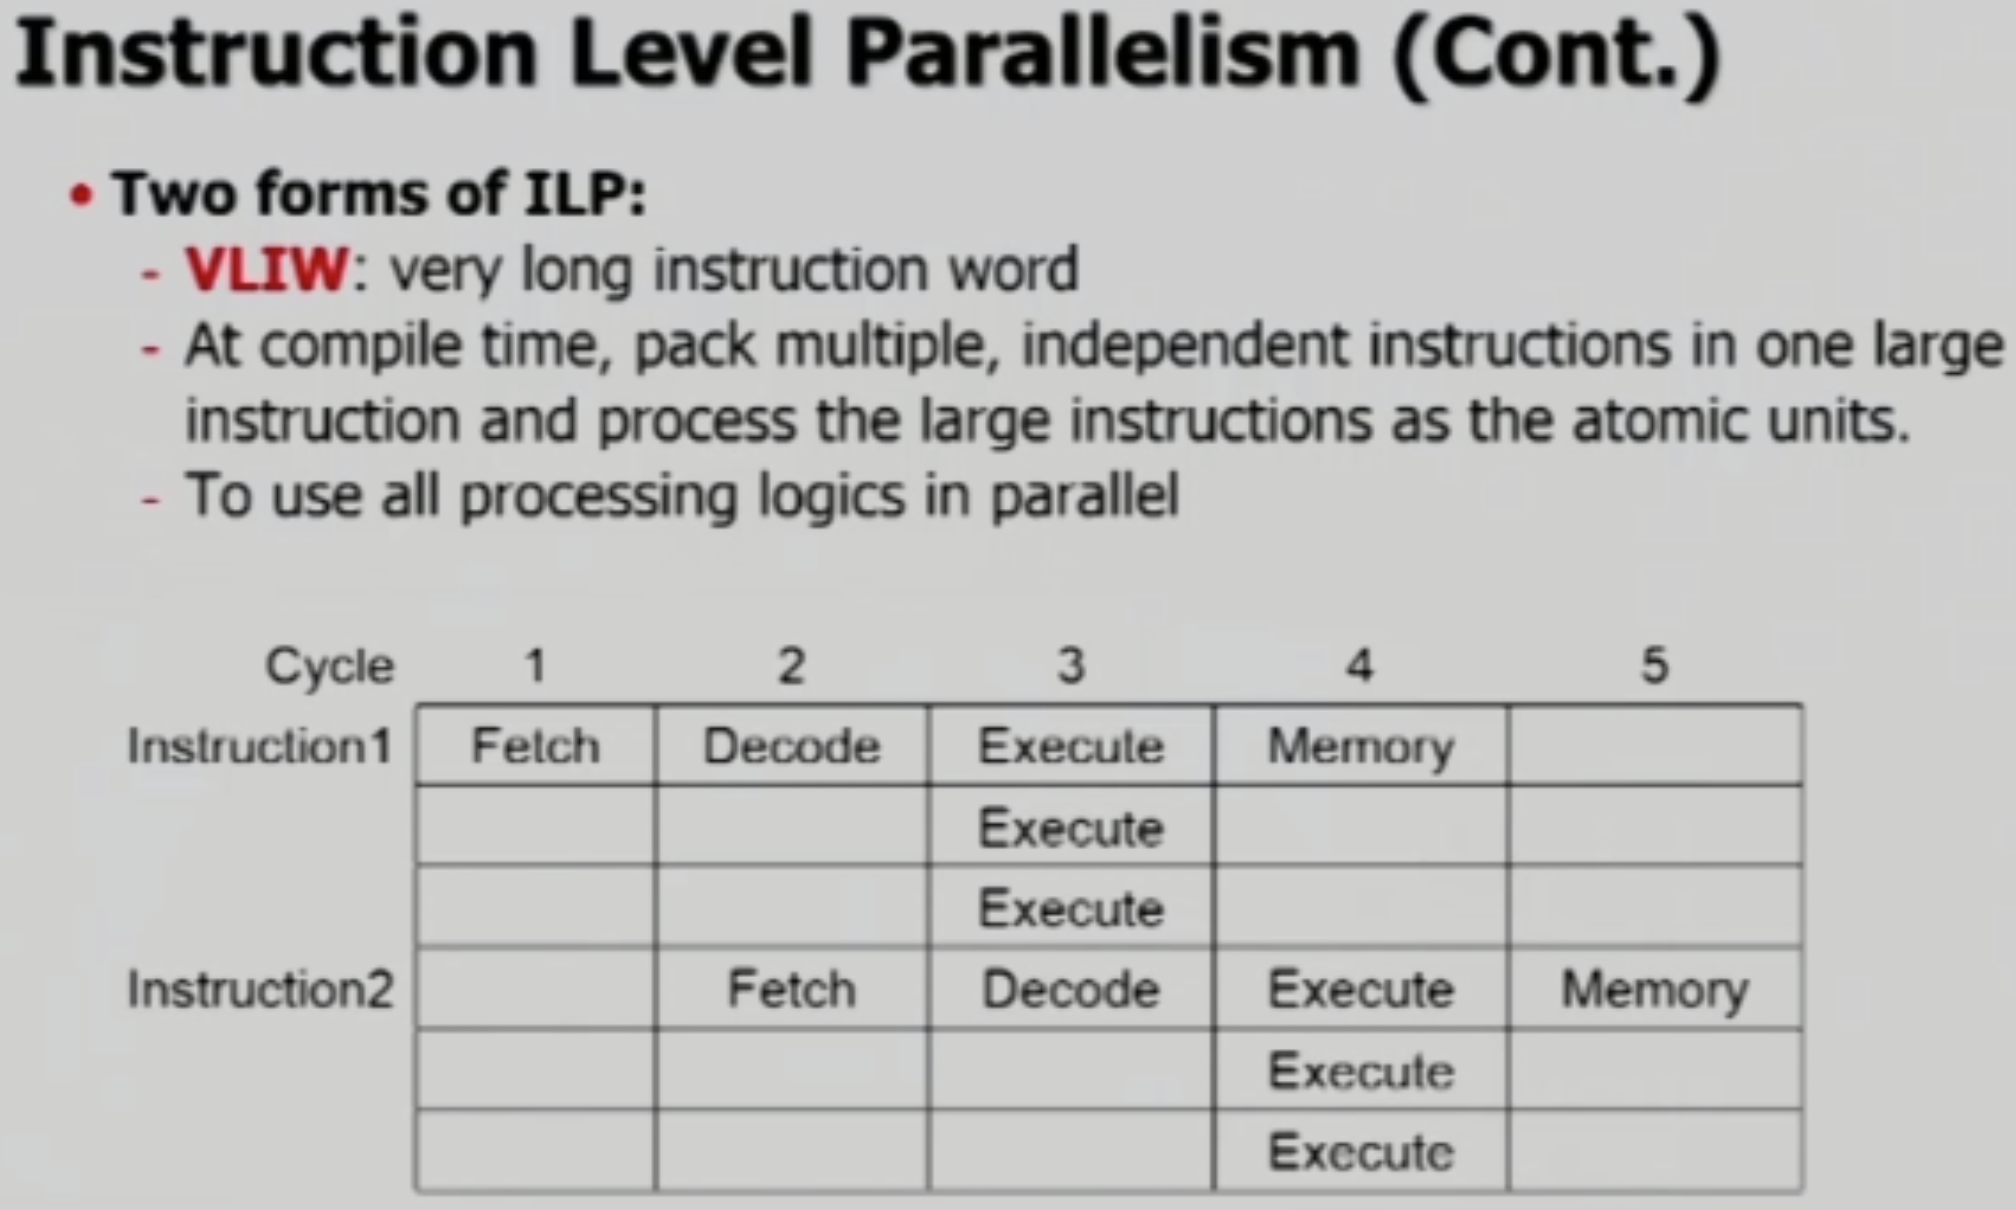 Instruction Level Parallelism (Cont.)
• Two forms of ILP:
- VLIW: very long instruction word
- At compile time, pack multiple, independent instructions in one large
instruction and process the large instructions as the atomic units.
- To use all processing logics in parallel
Cycle 1 2 3 4 5
Instruction1 Fetch Decode Execute Memory
Execute
Execute
Instruction2 Fetch Decode Execute Memory
Execute
Execute